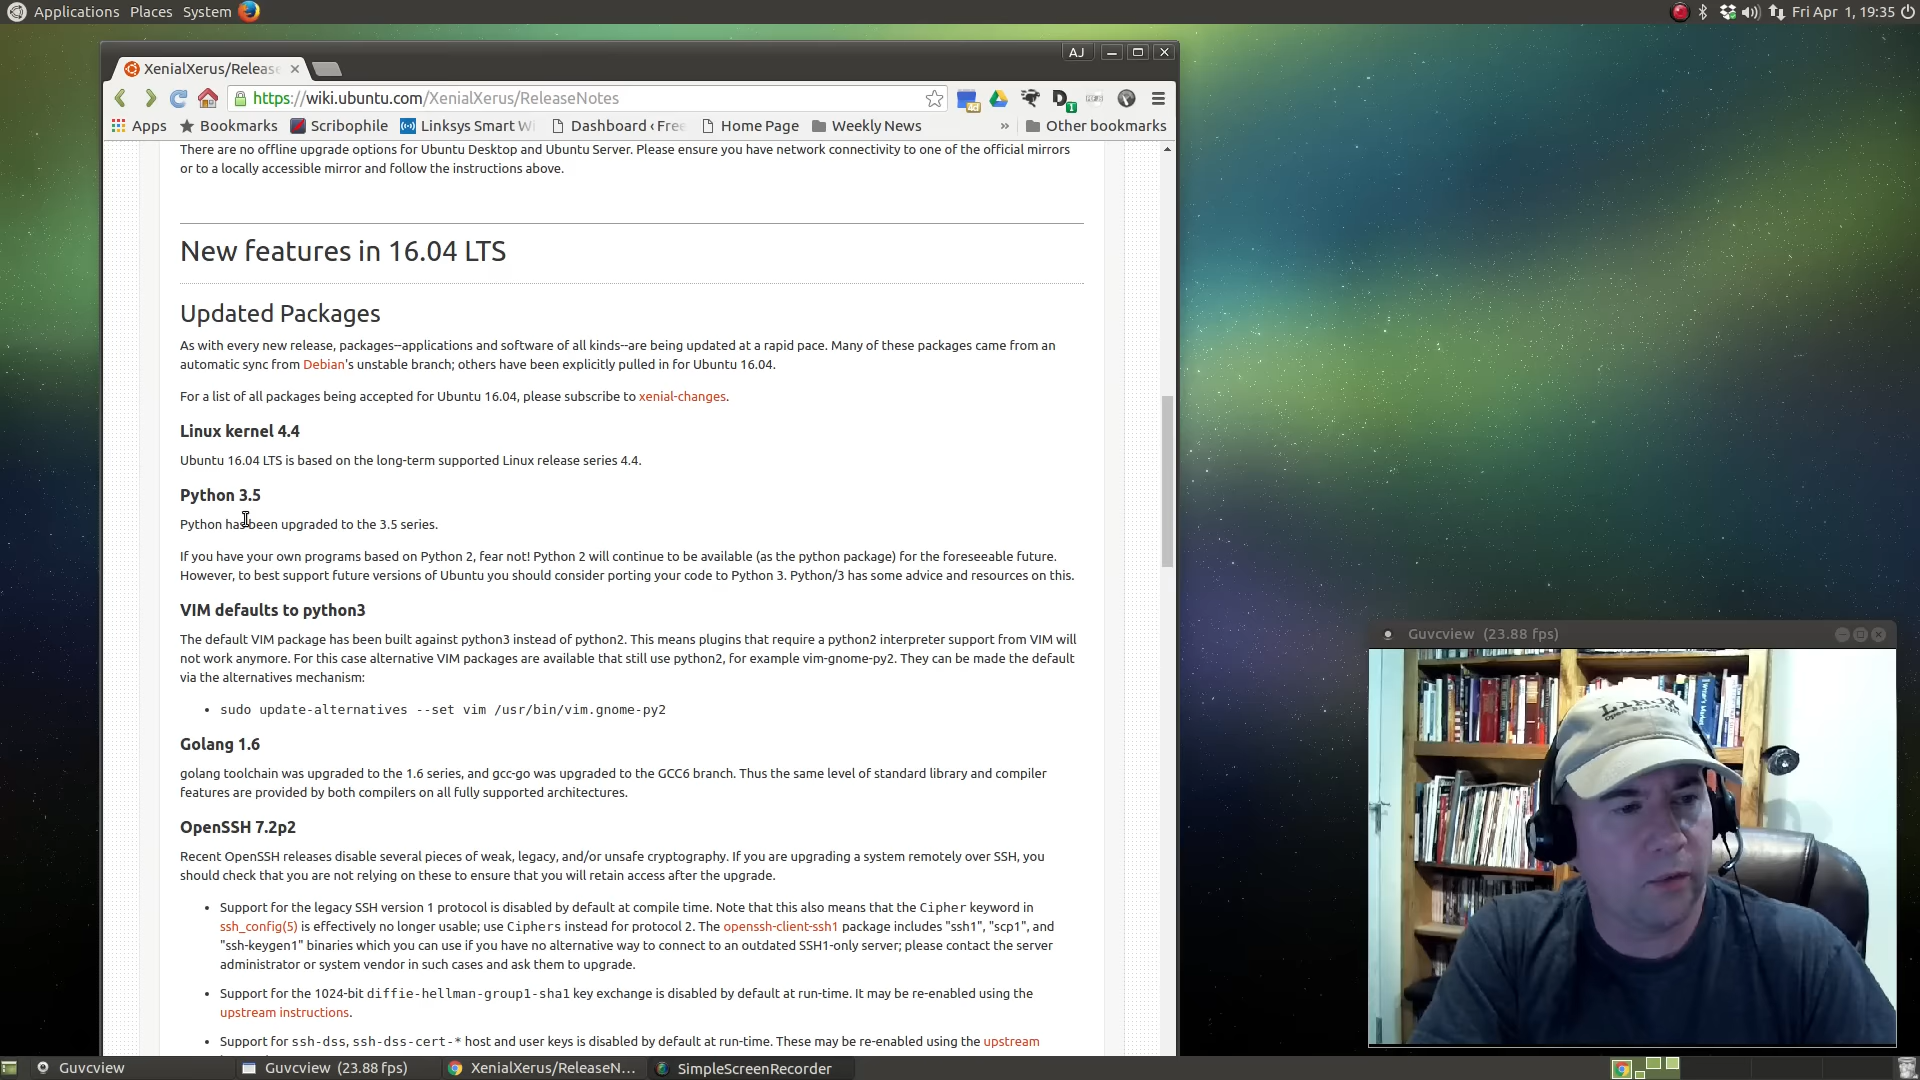 Applications Places System Fri Apr 1, 19:35
AJ
XenialXerus/Release
https://wiki.ubuntu.com/XenialXerus/ReleaseNotes
Apps Bookmarks Scribophile Linksys Smart Wi Dashboard ‹ Free Home Page Weekly News » Other bookmarks
There are no offline upgrade options for Ubuntu Desktop and Ubuntu Server. Please ensure you have network connectivity to one of the official mirrors
or to a locally accessible mirror and follow the instructions above.
New features in 16.04 LTS
Updated Packages
As with every new release, packages--applications and software of all kinds--are being updated at a rapid pace. Many of these packages came from an
automatic sync from Debian's unstable branch; others have been explicitly pulled in for Ubuntu 16.04.
For a list of all packages being accepted for Ubuntu 16.04, please subscribe to xenial-changes.
Linux kernel 4.4
Ubuntu 16.04 LTS is based on the long-term supported Linux release series 4.4.
Python 3.5
Python has been upgraded to the 3.5 series.
If you have your own programs based on Python 2, fear not! Python 2 will continue to be available (as the python package) for the foreseeable future.
However, to best support future versions of Ubuntu you should consider porting your code to Python 3. Python/3 has some advice and resources on this.
VIM defaults to python3
The default VIM package has been built against python3 instead of python2. This means plugins that require a python2 interpreter support from VIM will
not work anymore. For this case alternative VIM packages are available that still use python2, for example vim-gnome-py2. They can be made the default
via the alternatives mechanism:
• sudo update-alternatives --set vim /usr/bin/vim.gnome-py2
Golang 1.6
golang toolchain was upgraded to the 1.6 series, and gcc-go was upgraded to the GCC6 branch. Thus the same level of standard library and compiler
features are provided by both compilers on all fully supported architectures.
OpenSSH 7.2p2
Recent OpenSSH releases disable several pieces of weak, legacy, and/or unsafe cryptography. If you are upgrading a system remotely over SSH, you
should check that you are not relying on these to ensure that you will retain access after the upgrade.
• Support for the legacy SSH version 1 protocol is disabled by default at compile time. Note that this also means that the Cipher keyword in
ssh_config(5) is effectively no longer usable; use Ciphers instead for protocol 2. The openssh-client-ssh1 package includes "ssh1", "scp1", and
"ssh-keygen1" binaries which you can use if you have no alternative way to connect to an outdated SSH1-only server; please contact the server
administrator or system vendor in such cases and ask them to upgrade.
• Support for the 1024-bit diffie-hellman-group1-sha1 key exchange is disabled by default at run-time. It may be re-enabled using the
upstream instructions.
• Support for ssh-dss, ssh-dss-cert-* host and user keys is disabled by default at run-time. These may be re-enabled using the upstream
Guvcview (23.88 fps)
Linux
Guvcview Guvcview (23.88 fps) XenialXerus/ReleaseN... SimpleScreenRecorder